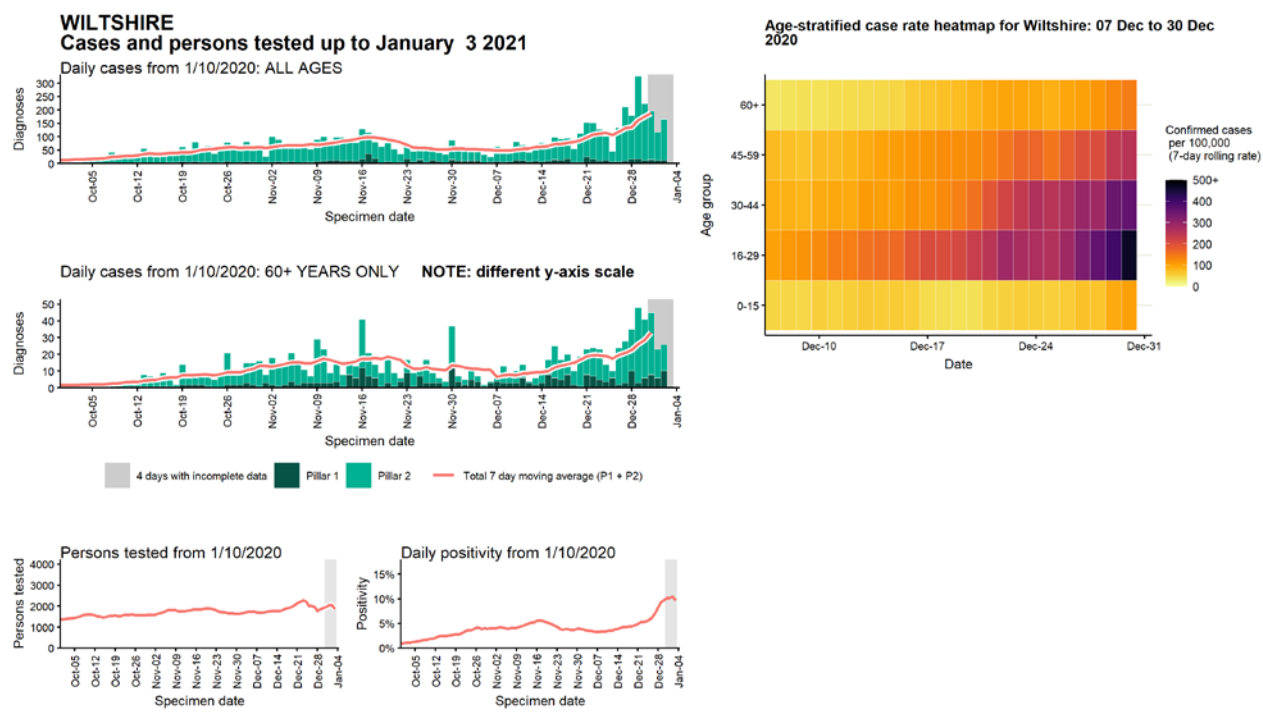 WILTSHIRE
Cases and persons tested up to January 3 2021
Daily cases from 1/10/2020: ALL AGES
Diagnoses
300
250
200
150
100
50
0
Oct-05
Oct-12
Oct-19
Oct-26
Nov-02
Nov-09
Nov-16
Nov-23
Nov-30
Dec-07
Dec-14
Dec-21
Dec-28
Jan-04
Specimen date
Daily cases from 1/10/2020: 60+ YEARS ONLY NOTE: different y-axis scale
Diagnoses
50
40
30
20
10
0
Oct-05
Oct-12
Oct-19
Oct-26
Nov-02
Nov-09
Nov-16
Nov-23
Nov-30
Dec-07
Dec-14
Dec-21
Dec-28
Jan-04
Specimen date
4 days with incomplete data Pillar 1 Pillar 2 Total 7 day moving average (P1 + P2)
Persons tested from 1/10/2020
Persons tested
4000
3000
2000
1000
0
Oct-05
Oct-12
Oct-19
Oct-26
Nov-02
Nov-09
Nov-16
Nov-23
Nov-30
Dec-07
Dec-14
Dec-21
Dec-28
Jan-04
Specimen date
Daily positivity from 1/10/2020
Positivity
15%
10%
5%
0%
Oct-05
Oct-12
Oct-19
Oct-26
Nov-02
Nov-09
Nov-16
Nov-23
Nov-30
Dec-07
Dec-14
Dec-21
Dec-28
Jan-04
Specimen date
Age-stratified case rate heatmap for Wiltshire: 07 Dec to 30 Dec
2020
Age group
60+
45-59
30-44
16-29
0-15
Dec-10
Dec-17
Dec-24
Dec-31
Date
Confirmed cases
per 100,000
(7-day rolling rate)
500+
400
300
200
100
0